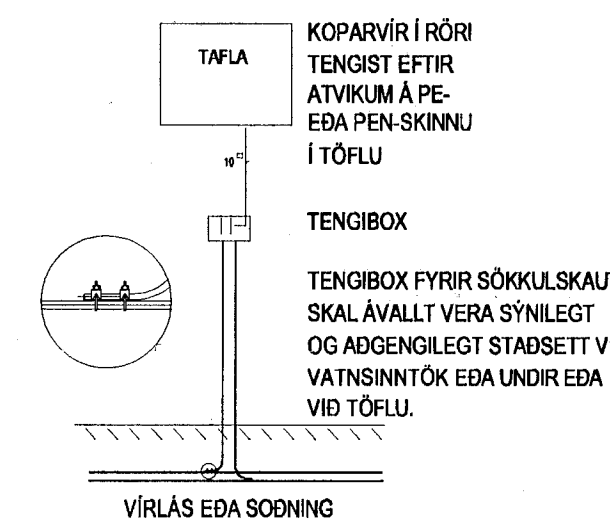 TAFLA
KOPARVÍR Í RÖRI
TENGIST EFTIR
ATVIKUM Á PE-
EÐA PEN-SKINNU
Í TÖFLU
10
TENGIBOX
TENGIBOX FYRIR SÖKKULSKAUT
SKAL ÁVALLT VERA SÝNILEGT
OG AÐGENGILEGT STAÐSETT V
VATNSINNTÖK EÐA UNDIR EÐA
VIÐ TÖFLU.
VÍRLÁS EÐA SOÐNING